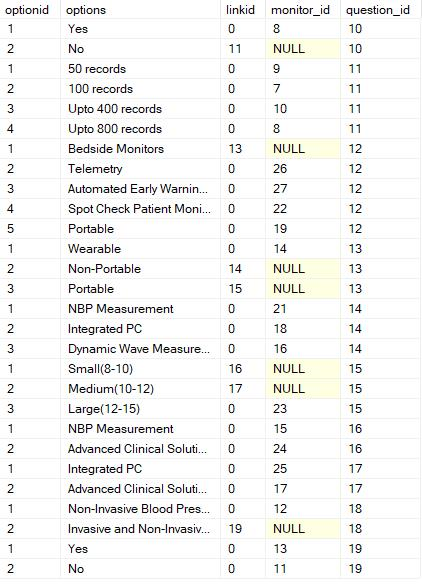 optionid options linkid monitor_id question_id
1 Yes 0 8 10
2 No 11 NULL 10
1 50 records 0 9 11
2 100 records 0 7 11
3 Upto 400 records 0 10 11
4 Upto 800 records 0 8 11
1 Bedside Monitors 13 NULL 12
2 Telemetry 0 26 12
3 Automated Early Warnin... 0 27 12
4 Spot Check Patient Moni... 0 22 12
5 Portable 0 19 12
1 Wearable 0 14 13
2 Non-Portable 14 NULL 13
3 Portable 15 NULL 13
1 NBP Measurement 0 21 14
2 Integrated PC 0 18 14
3 Dynamic Wave Measure... 0 16 14
1 Small(8-10) 16 NULL 15
2 Medium(10-12) 17 NULL 15
3 Large(12-15) 0 23 15
1 NBP Measurement 0 15 16
2 Advanced Clinical Soluti... 0 24 16
1 Integrated PC 0 25 17
2 Advanced Clinical Soluti... 0 17 17
1 Non-Invasive Blood Pres... 0 12 18
2 Invasive and Non-Invasiv... 19 NULL 18
1 Yes 0 13 19
2 No 0 11 19